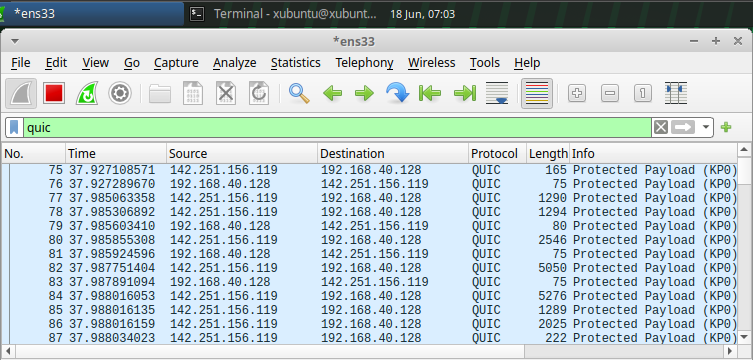 *ens33 Terminal - xubuntu@xubunt... 18 Jun, 07:03
*ens33
File Edit View Go Capture Analyze Statistics Telephony Wireless Tools Help
quic
No. Time Source Destination Protocol Length Info
75 37.927108571 142.251.156.119 192.168.40.128 QUIC 165 Protected Payload (KP0)
76 37.927289670 192.168.40.128 142.251.156.119 QUIC 75 Protected Payload (KP0)
77 37.985063358 142.251.156.119 192.168.40.128 QUIC 1290 Protected Payload (KP0)
78 37.985306892 142.251.156.119 192.168.40.128 QUIC 1294 Protected Payload (KP0)
79 37.985603410 192.168.40.128 142.251.156.119 QUIC 80 Protected Payload (KP0)
80 37.985855308 142.251.156.119 192.168.40.128 QUIC 2546 Protected Payload (KP0)
81 37.985924596 192.168.40.128 142.251.156.119 QUIC 75 Protected Payload (KP0)
82 37.987751404 142.251.156.119 192.168.40.128 QUIC 5050 Protected Payload (KP0)
83 37.987891094 192.168.40.128 142.251.156.119 QUIC 75 Protected Payload (KP0)
84 37.988016053 142.251.156.119 192.168.40.128 QUIC 5276 Protected Payload (KP0)
85 37.988016135 142.251.156.119 192.168.40.128 QUIC 1289 Protected Payload (KP0)
86 37.988016159 142.251.156.119 192.168.40.128 QUIC 2025 Protected Payload (KP0)
87 37.988034023 142.251.156.119 192.168.40.128 QUIC 222 Protected Payload (KP0)